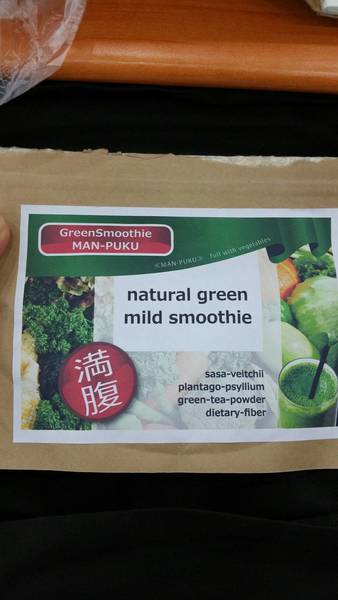 GreenSmoothie
MAN-PUKU
<MAN-PUKU> full with vegetables
natural green
mild smoothie
満腹
sasa-veitchii
plantago-psyllium
green-tea-powder
dietary-fiber